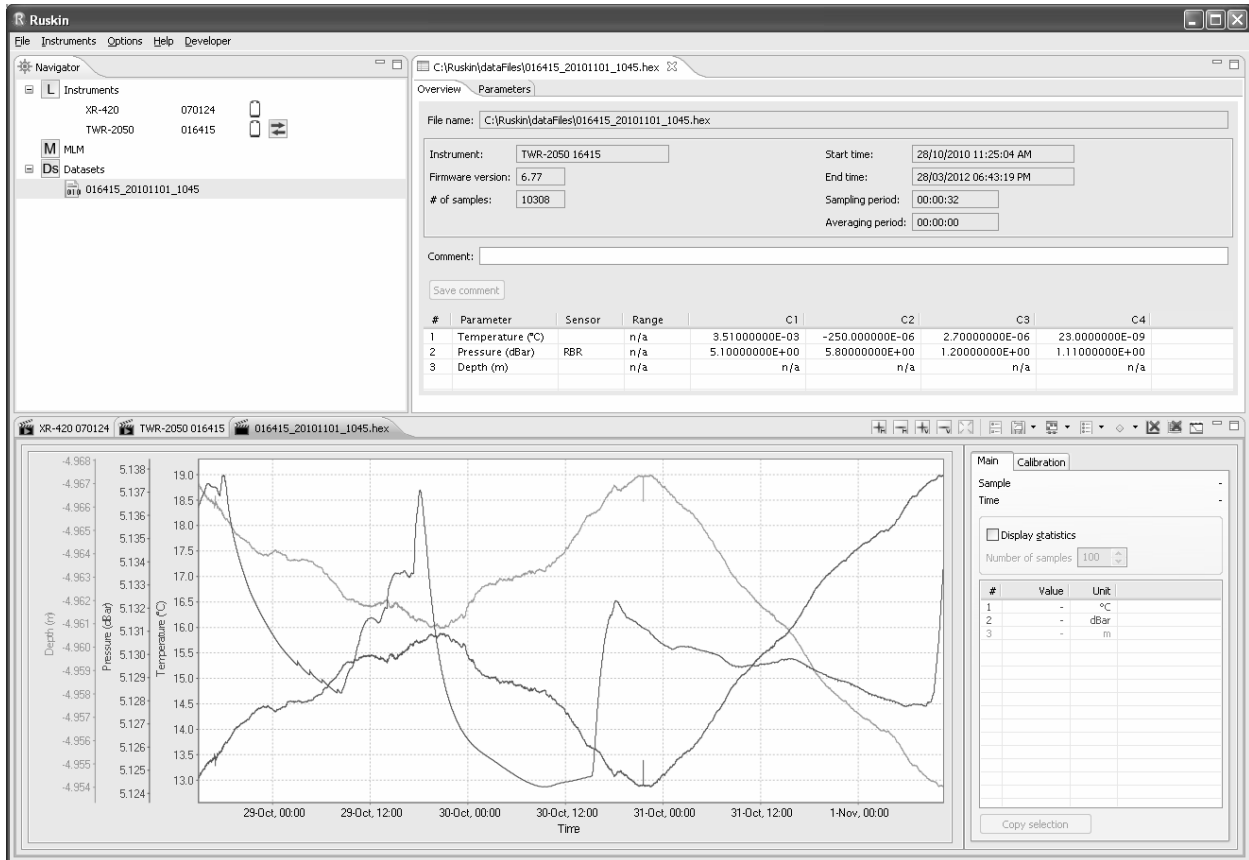 Ruskin
File Instruments Options Help Developer
Navigator
L Instruments
XR-420 070124
TWR-2050 016415
M MLM
Ds Datasets
016415_20101101_1045
C:\Ruskin\dataFiles\016415_20101101_1045.hex
Overview Parameters
File name: C:\Ruskin\dataFiles\016415_20101101_1045.hex
Instrument: TWR-2050 16415 Start time: 28/10/2010 11:25:04 AM
Firmware version: 6.77 End time: 28/03/2012 06:43:19 PM
# of samples: 10308 Sampling period: 00:00:32
Averaging period: 00:00:00
Comment:
Save comment
# Parameter Sensor Range C1 C2 C3 C4
1 Temperature (°C) n/a 3.51000000E-03 -250.000000E-06 2.70000000E-06 23.0000000E-09
2 Pressure (dBar) RBR n/a 5.10000000E+00 5.80000000E+00 1.20000000E+00 1.11000000E+00
3 Depth (m) n/a n/a n/a n/a n/a
XR-420 070124 TWR-2050 016415 016415_20101101_1045.hex
Depth (m)
-4.968
-4.967
-4.966
-4.965
-4.964
-4.963
-4.962
-4.961
-4.960
-4.959
-4.958
-4.957
-4.956
-4.955
-4.954
Pressure (dBar)
5.138
5.137
5.136
5.135
5.134
5.133
5.132
5.131
5.130
5.129
5.128
5.127
5.126
5.125
5.124
Temperature (°C)
19.0
18.5
18.0
17.5
17.0
16.5
16.0
15.5
15.0
14.5
14.0
13.5
13.0
29-Oct, 00:00 29-Oct, 12:00 30-Oct, 00:00 30-Oct, 12:00 31-Oct, 00:00 31-Oct, 12:00 1-Nov, 00:00
Time
Main Calibration
Sample -
Time -
Display statistics
Number of samples 100
# Value Unit
1 - °C
2 - dBar
3 - m
Copy selection